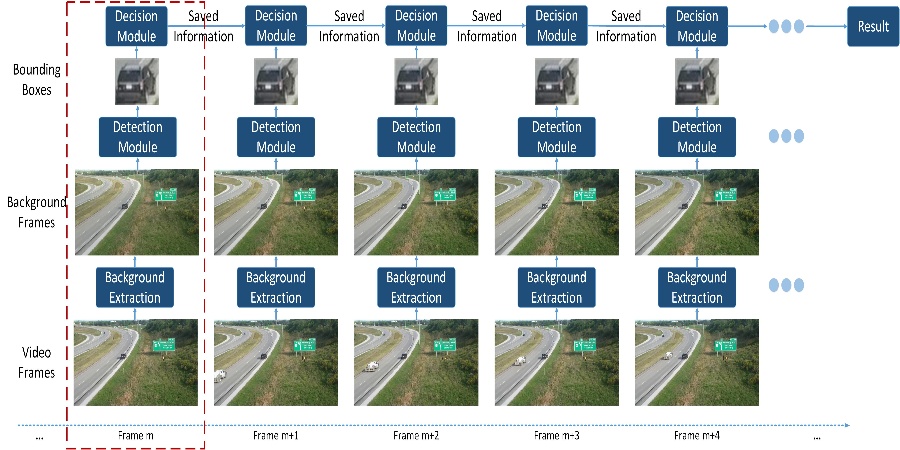 Decision Module
Saved Information
Decision Module
Saved Information
Decision Module
Saved Information
Decision Module
Saved Information
Decision Module
Result
Bounding Boxes
Detection Module
Detection Module
Detection Module
Detection Module
Detection Module
Background Frames
Background Extraction
Background Extraction
Background Extraction
Background Extraction
Background Extraction
Video Frames
...
Frame m
Frame m+1
Frame m+2
Frame m+3
Frame m+4
...